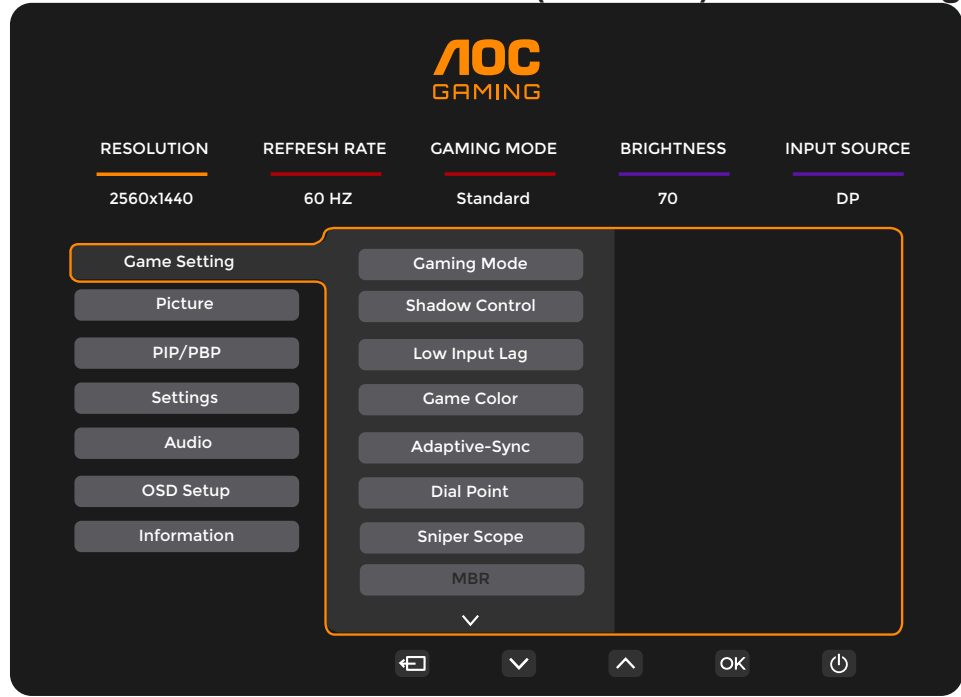 AOC
GAMING
RESOLUTION REFRESH RATE GAMING MODE BRIGHTNESS INPUT SOURCE
2560x1440 60 HZ Standard 70 DP
Game Setting
Picture
PIP/PBP
Settings
Audio
OSD Setup
Information
Gaming Mode
Shadow Control
Low Input Lag
Game Color
Adaptive-Sync
Dial Point
Sniper Scope
MBR
OK